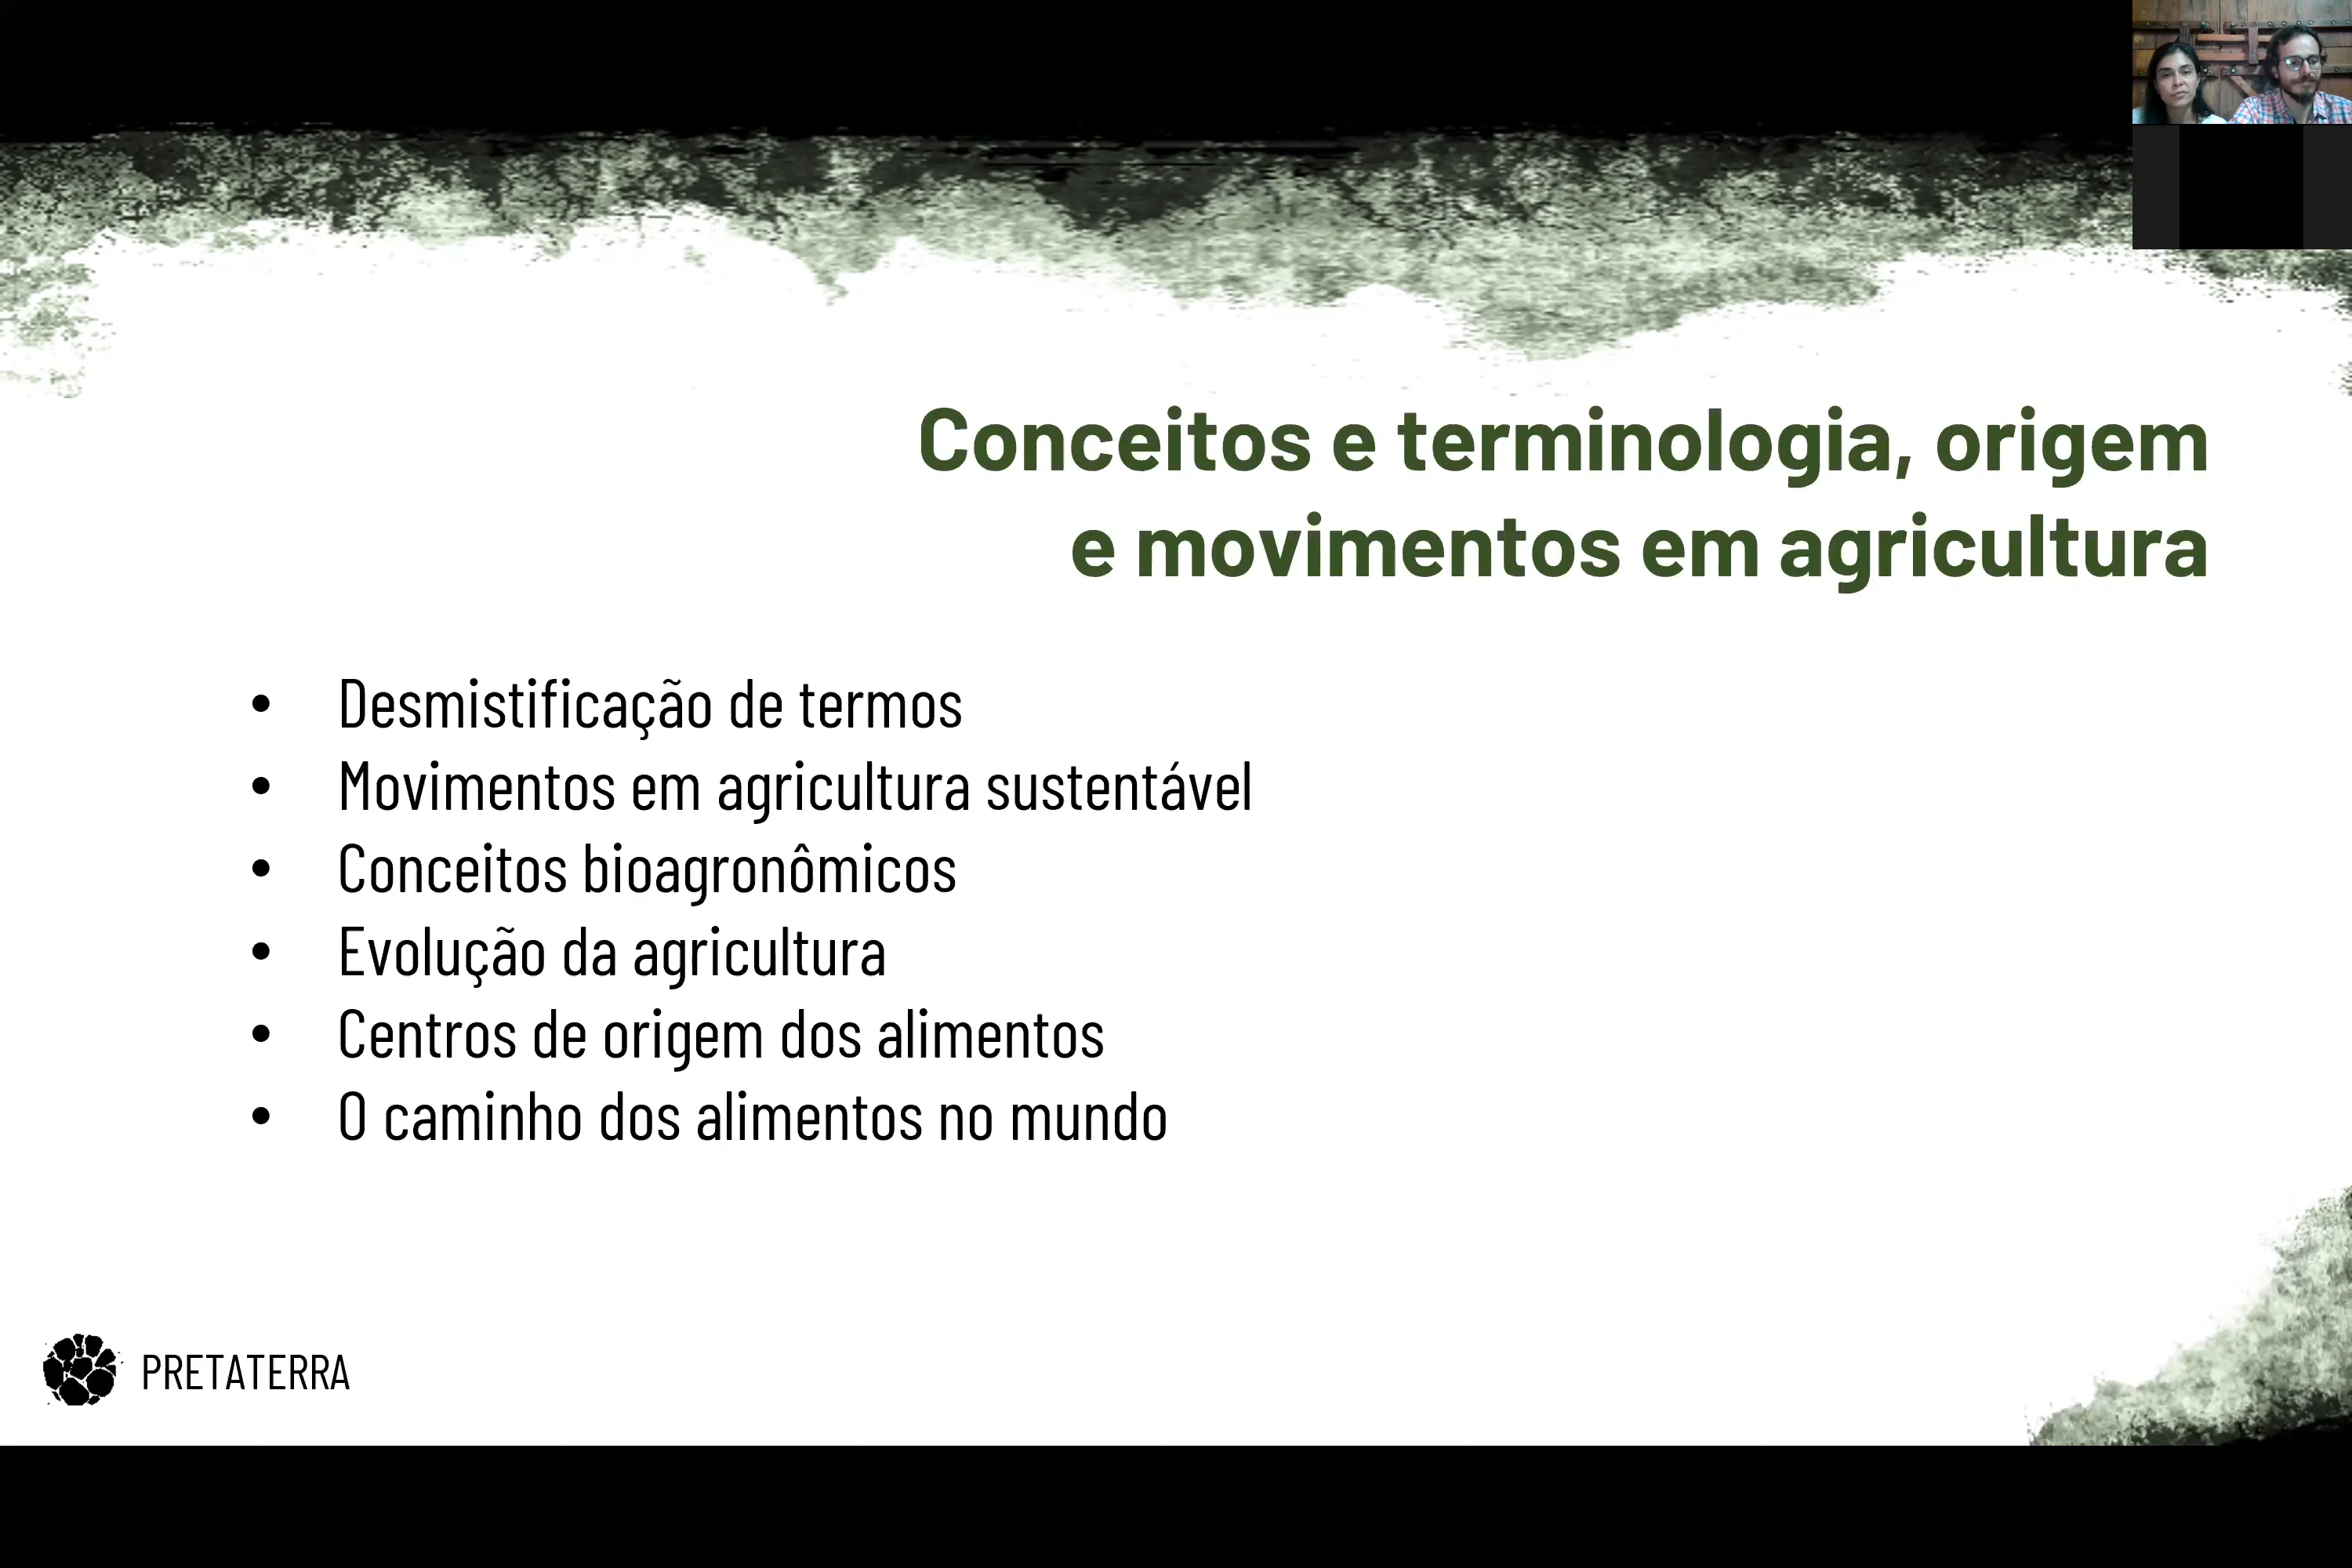 Conceitos e terminologia, origem
e movimentos em agricultura
• Desmistificação de termos
• Movimentos em agricultura sustentável
• Conceitos bioagronômicos
• Evolução da agricultura
• Centros de origem dos alimentos
• O caminho dos alimentos no mundo
PRETATERRA